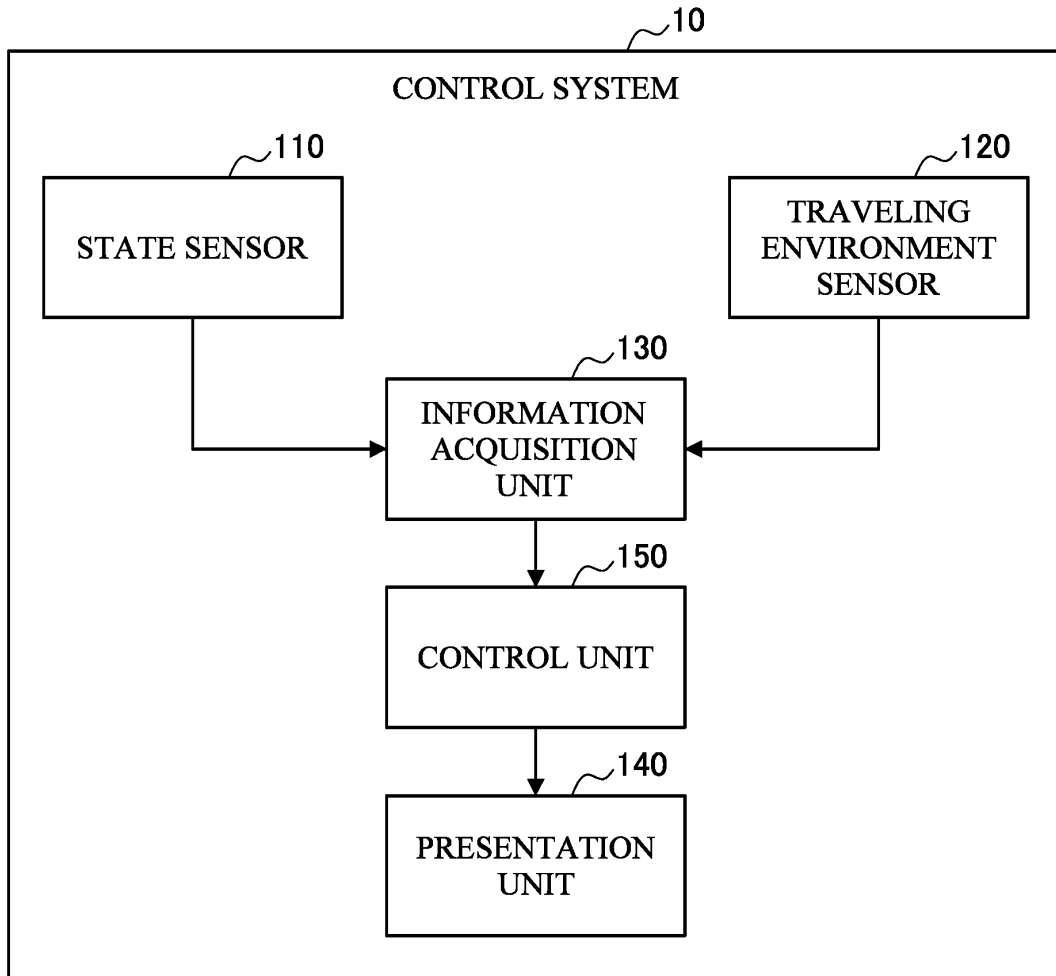 10
CONTROL SYSTEM
110
120
STATE SENSOR
TRAVELING
ENVIRONMENT
SENSOR
130
INFORMATION
ACQUISITION
UNIT
150
CONTROL UNIT
140
PRESENTATION
UNIT